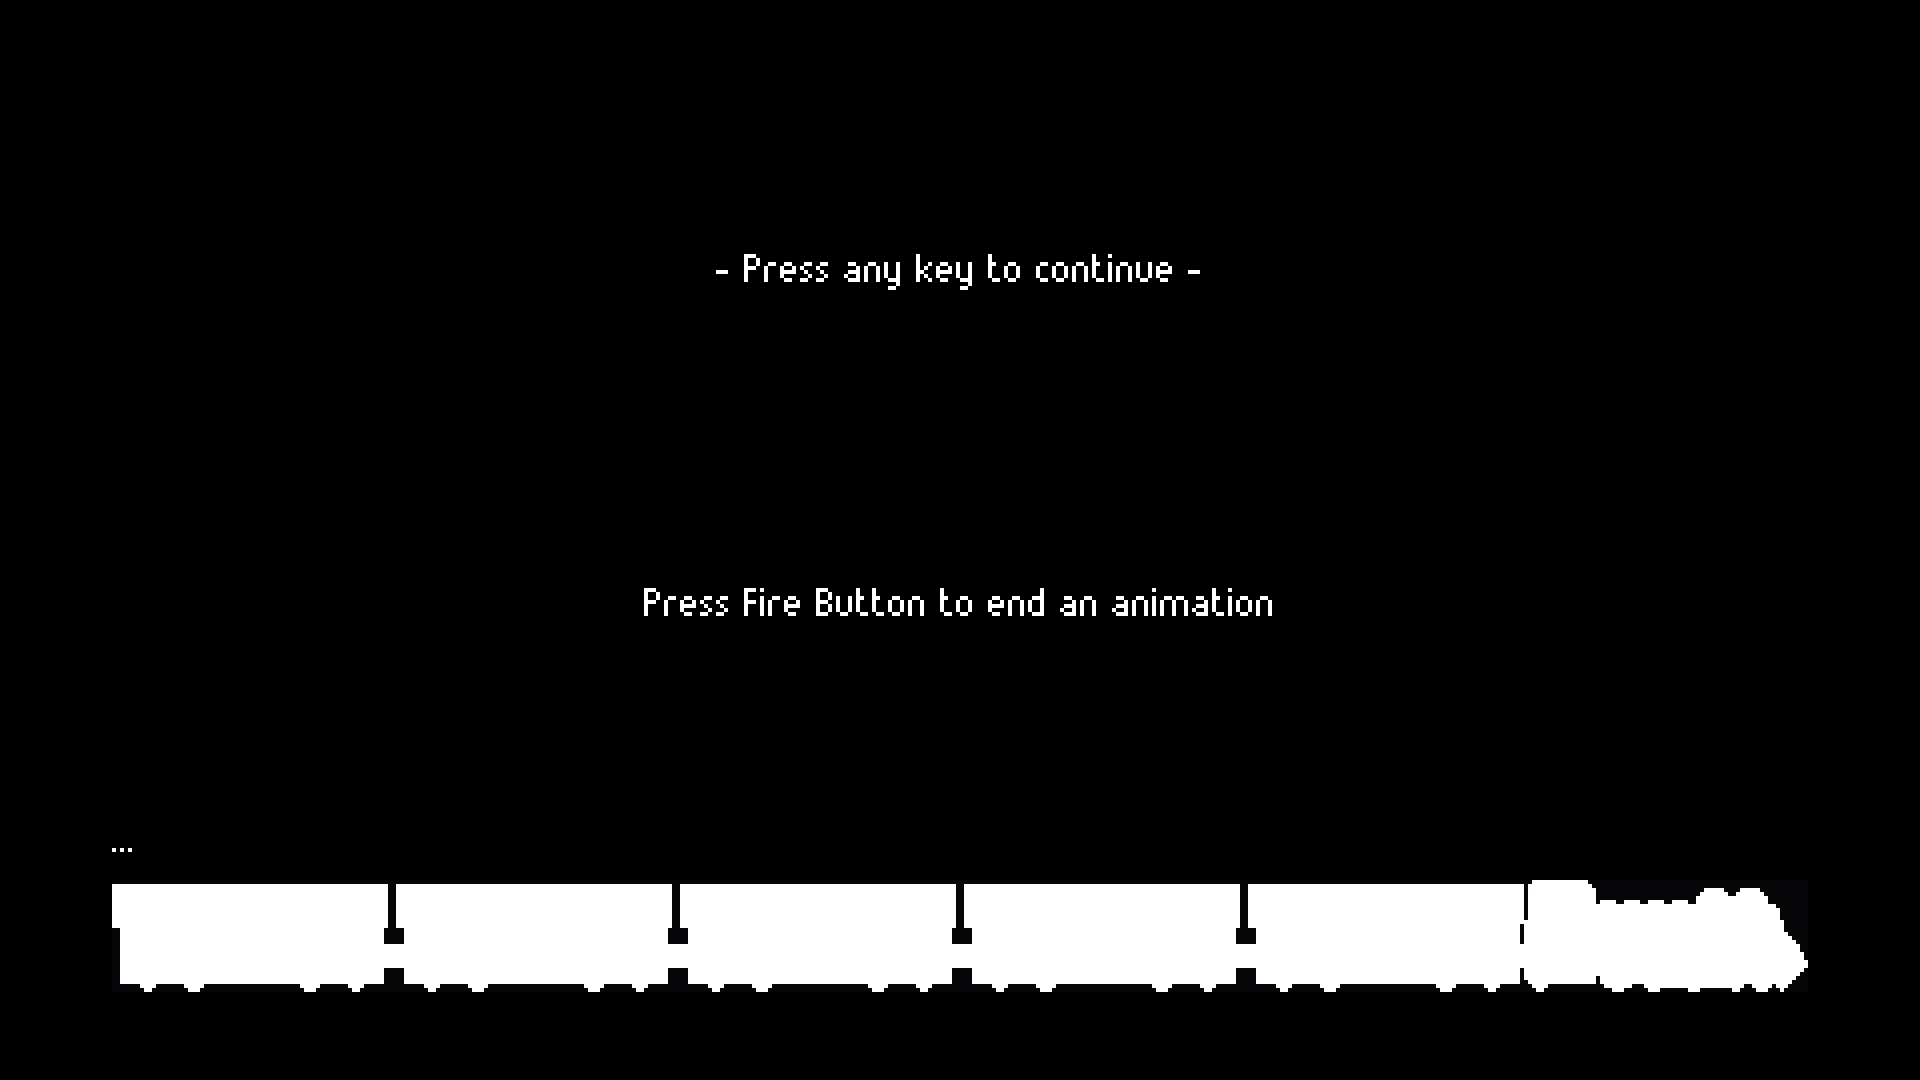 - Press any key to continue -
Press Fire Button to end an animation
...